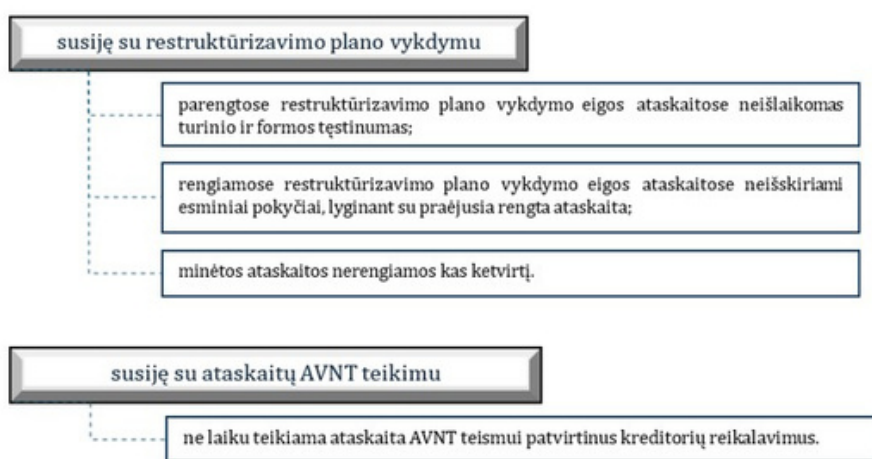 susiję su restruktūrizavimo plano vykdymu
parengtose restruktūrizavimo plano vykdymo eigos ataskaitose neišlaikomas
turinio ir formos tęstinumas;
rengiamose restruktūrizavimo plano vykdymo eigos ataskaitose neišskiriami
esminiai pokyčiai, lyginant su praėjusia rengta ataskaita;
minėtos ataskaitos nerengiamos kas ketvirtį.
susiję su ataskaitų AVNT teikimu
ne laiku teikiama ataskaita AVNT teismui patvirtinus kreditorių reikalavimus.